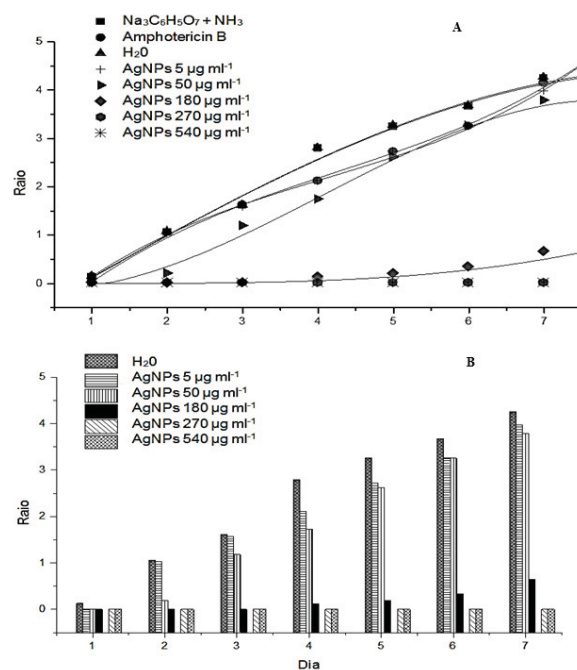 Na₃C₆H₅O₇ + NH₃
A
Amphotericin B
H₂0
AgNPs 5 µg ml⁻¹
AgNPs 50 µg ml⁻¹
AgNPs 180 µg ml⁻¹
AgNPs 270 µg ml⁻¹
AgNPs 540 µg ml⁻¹
5
4
3
2
1
0
Raio
1 2 3 4 5 6 7
H₂0
B
AgNPs 5 µg ml⁻¹
AgNPs 50 µg ml⁻¹
AgNPs 180 µg ml⁻¹
AgNPs 270 µg ml⁻¹
AgNPs 540 µg ml⁻¹
5
4
3
2
1
0
Raio
1 2 3 4 5 6 7
Dia